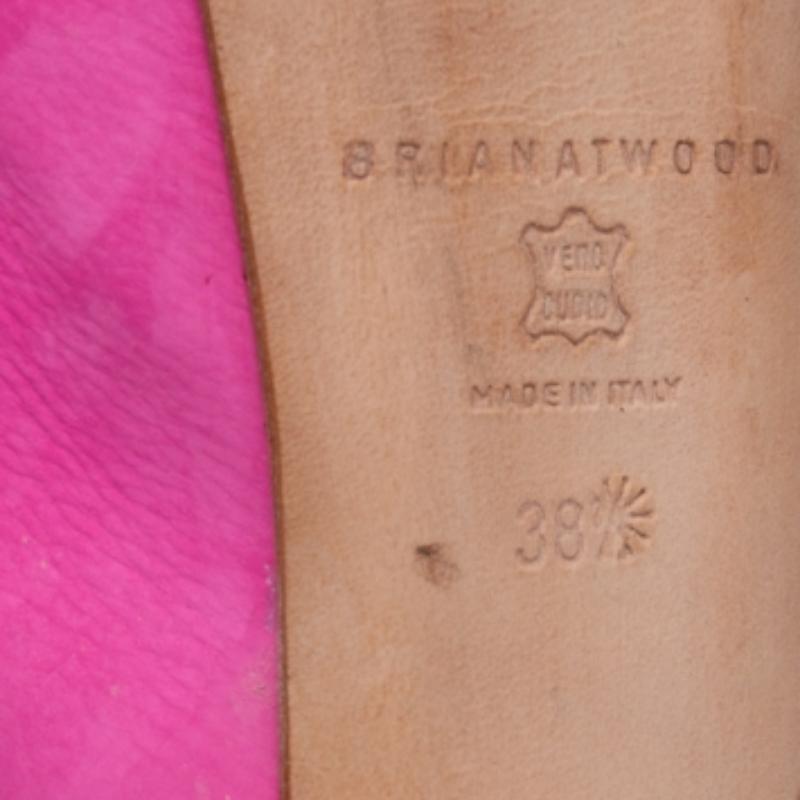 BRIAN ATWOOD
VERO
CUOIO
MADE IN ITALY
38½